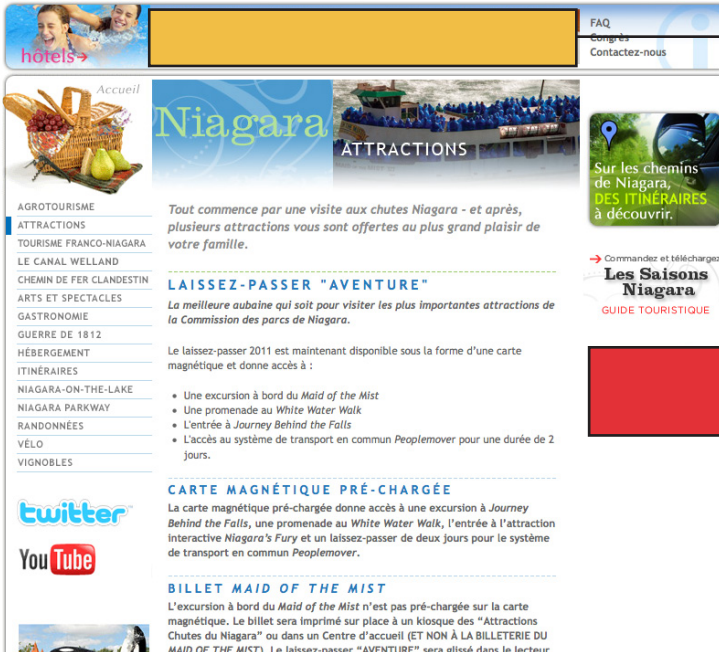 hôtels
FAQ
Congrès
Contactez-nous
Accueil
Niagara
ATTRACTIONS
AGROTOURISME
ATTRACTIONS
TOURISME FRANCO-NIAGARA
LE CANAL WELLAND
CHEMIN DE FER CLANDESTIN
ARTS ET SPECTACLES
GASTRONOMIE
GUERRE DE 1812
HÉBERGEMENT
ITINÉRAIRES
NIAGARA-ON-THE-LAKE
NIAGARA PARKWAY
RANDONNÉES
VÉLO
VIGNOBLES
twitter
You Tube
Tout commence par une visite aux chutes Niagara - et après,
plusieurs attractions vous sont offertes au plus grand plaisir de
votre famille.
LAISSEZ-PASSER "AVENTURE"
La meilleure aubaine qui soit pour visiter les plus importantes attractions de
la Commission des parcs de Niagara.
Le laissez-passer 2011 est maintenant disponible sous la forme d'une carte
magnétique et donne accès à :
• Une excursion à bord du Maid of the Mist
• Une promenade au White Water Walk
• L'entrée à Journey Behind the Falls
• L'accès au système de transport en commun Peoplemover pour une durée de 2
jours.
CARTE MAGNÉTIQUE PRÉ-CHARGÉE
La carte magnétique pré-chargée donne accès à une excursion à Journey
Behind the Falls, une promenade au White Water Walk, l'entrée à l'attraction
interactive Niagara's Fury et un laissez-passer de deux jours pour le système
de transport en commun Peoplemover.
BILLET MAID OF THE MIST
L'excursion à bord du Maid of the Mist n'est pas pré-chargée sur la carte
magnétique. Le billet sera imprimé sur place à un kiosque des "Attractions
Chutes du Niagara" ou dans un Centre d'accueil (ET NON À LA BILLETERIE DU
MAID OF THE MIST). Le laissez-passer "AVENTURE" sera glissé dans le lecteur
Sur les chemins
de Niagara,
DES ITINÉRAIRES
à découvrir.
Commandez et téléchargez
Les Saisons
Niagara
GUIDE TOURISTIQUE